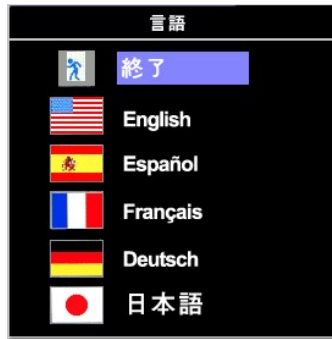 言語
終了
English
Español
Français
Deutsch
日本語